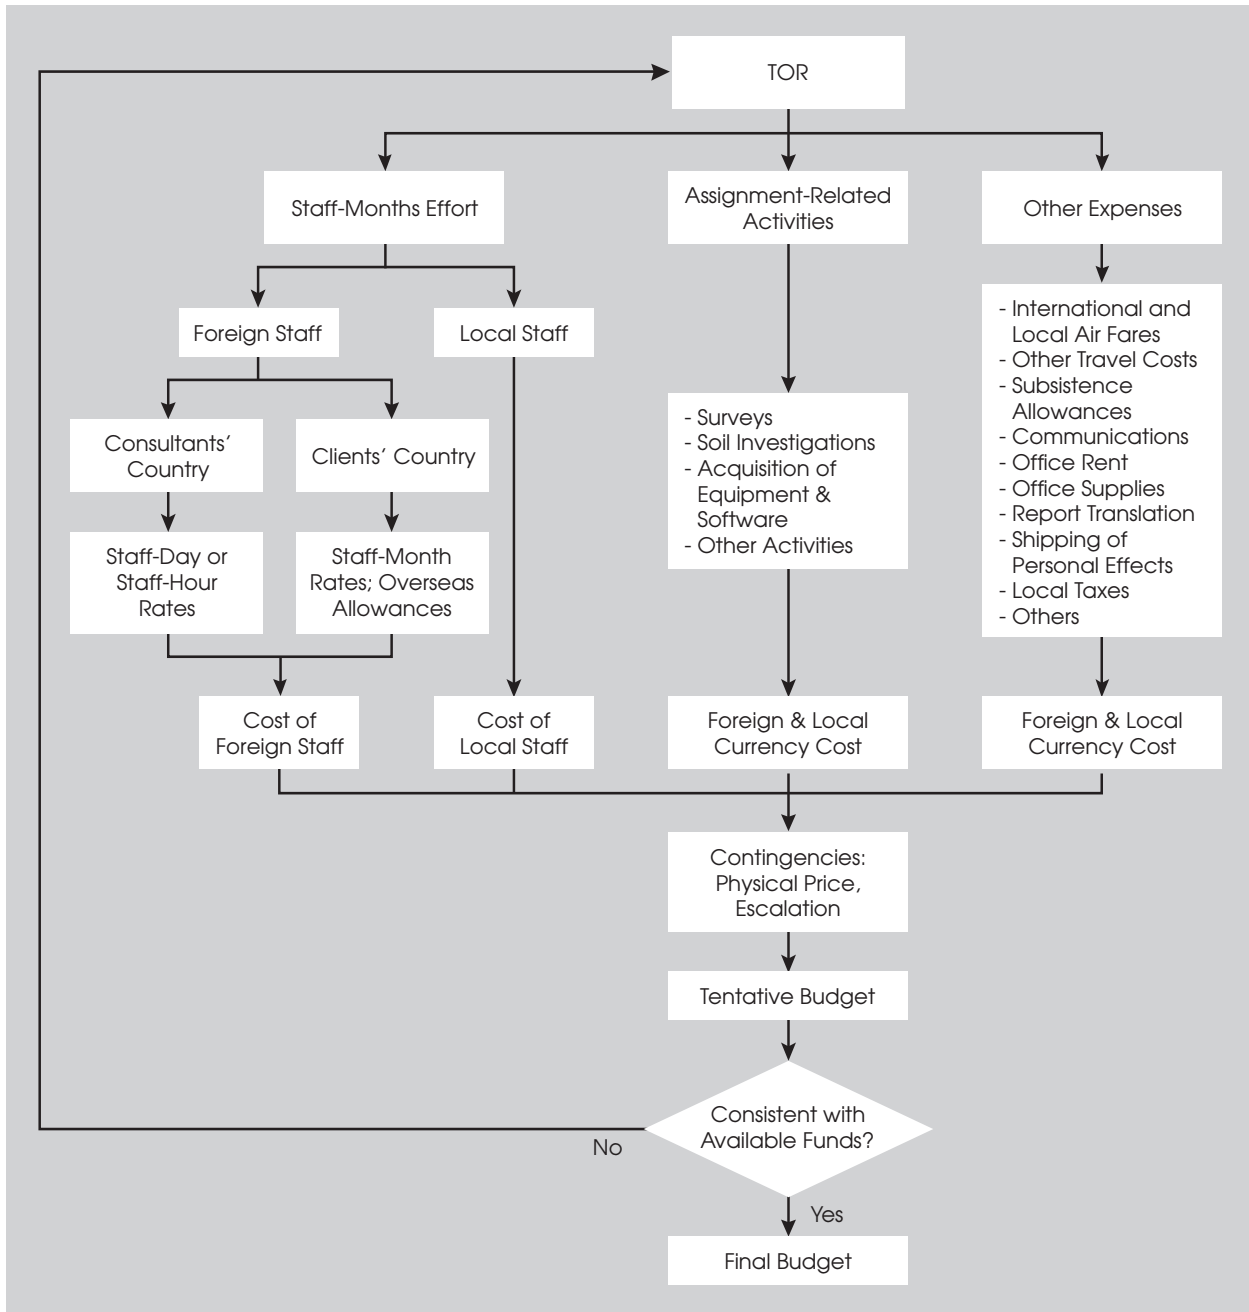 TOR
Staff-Months Effort
Assignment-Related
Activities
Other Expenses
Foreign Staff
Local Staff
Consultants’
Country
Clients’ Country
Staff-Day or
Staff-Hour
Rates
Staff-Month
Rates; Overseas
Allowances
- Surveys
- Soil Investigations
- Acquisition of
Equipment &
Software
- Other Activities
- International and
Local Air Fares
- Other Travel Costs
- Subsistence
Allowances
- Communications
- Office Rent
- Office Supplies
- Report Translation
- Shipping of
Personal Effects
- Local Taxes
- Others
Cost of
Foreign Staff
Cost of
Local Staff
Foreign & Local
Currency Cost
Foreign & Local
Currency Cost
Contingencies:
Physical Price,
Escalation
Tentative Budget
Consistent with
Available Funds?
No
Yes
Final Budget